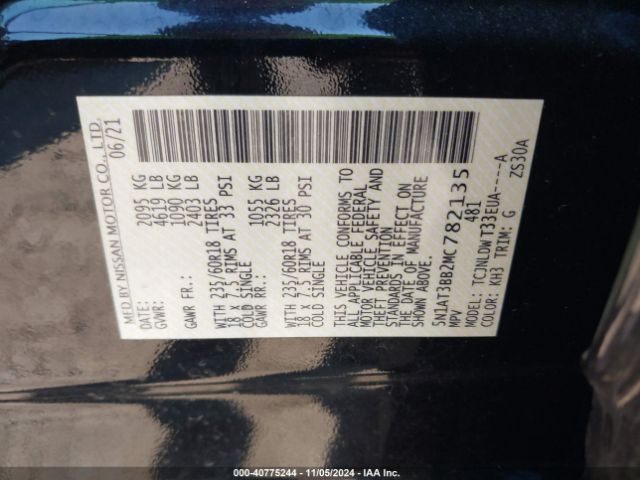 MFD BY NISSAN MOTOR CO., LTD.
DATE: 06/21
GVWR: 2095 KG
4619 LB
GAWR FR.: 1090 KG
2403 LB
WITH 235/60R18 TIRES
18 X 7.5 RIMS AT 33 PSI
COLD SINGLE
GAWR RR.: 1055 KG
2326 LB
WITH 235/60R18 TIRES
18 X 7.5 RIMS AT 30 PSI
COLD SINGLE
THIS VEHICLE CONFORMS TO
ALL APPLICABLE FEDERAL
MOTOR VEHICLE SAFETY AND
THEFT PREVENTION
STANDARDS IN EFFECT ON
THE DATE OF MANUFACTURE
SHOWN ABOVE.
5N1AT3BB2MC782135
MPV 481
MODEL: TCJNLDWT33EUA----A
COLOR: KH3 TRIM: G ZS30A
000-40775244 - 11/05/2024 - IAA Inc.